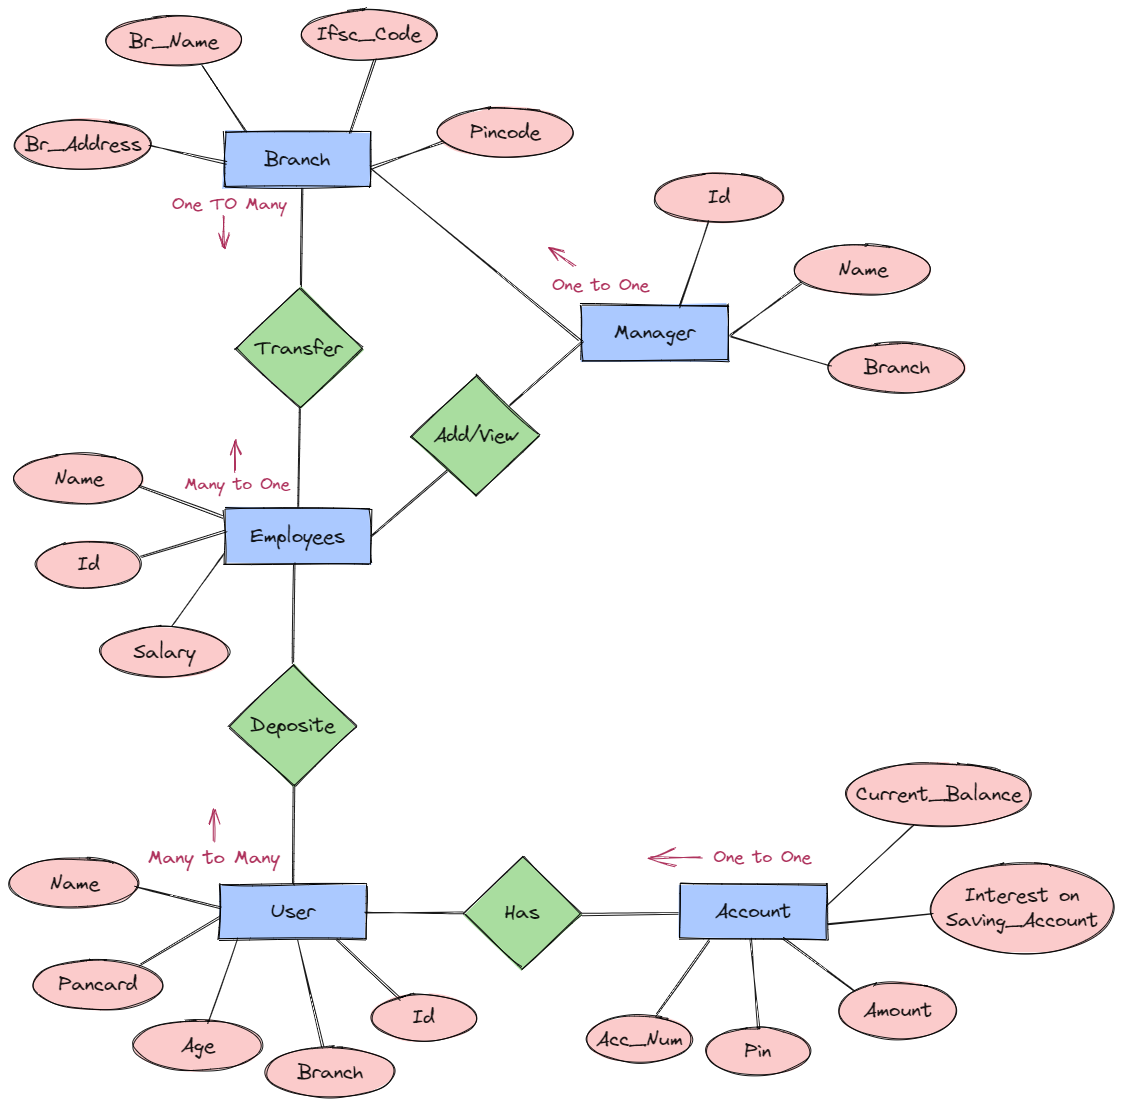 Br_Name
Ifsc_Code
Br_Address
Branch
Pincode
One TO Many
Id
Name
One to One
Manager
Branch
Transfer
Add/View
Name
Many to One
Employees
Id
Salary
Deposite
Current_Balance
Many to Many
One to One
Name
User
Has
Account
Interest on
Saving_Account
Pancard
Id
Amount
Age
Branch
Acc_Num
Pin